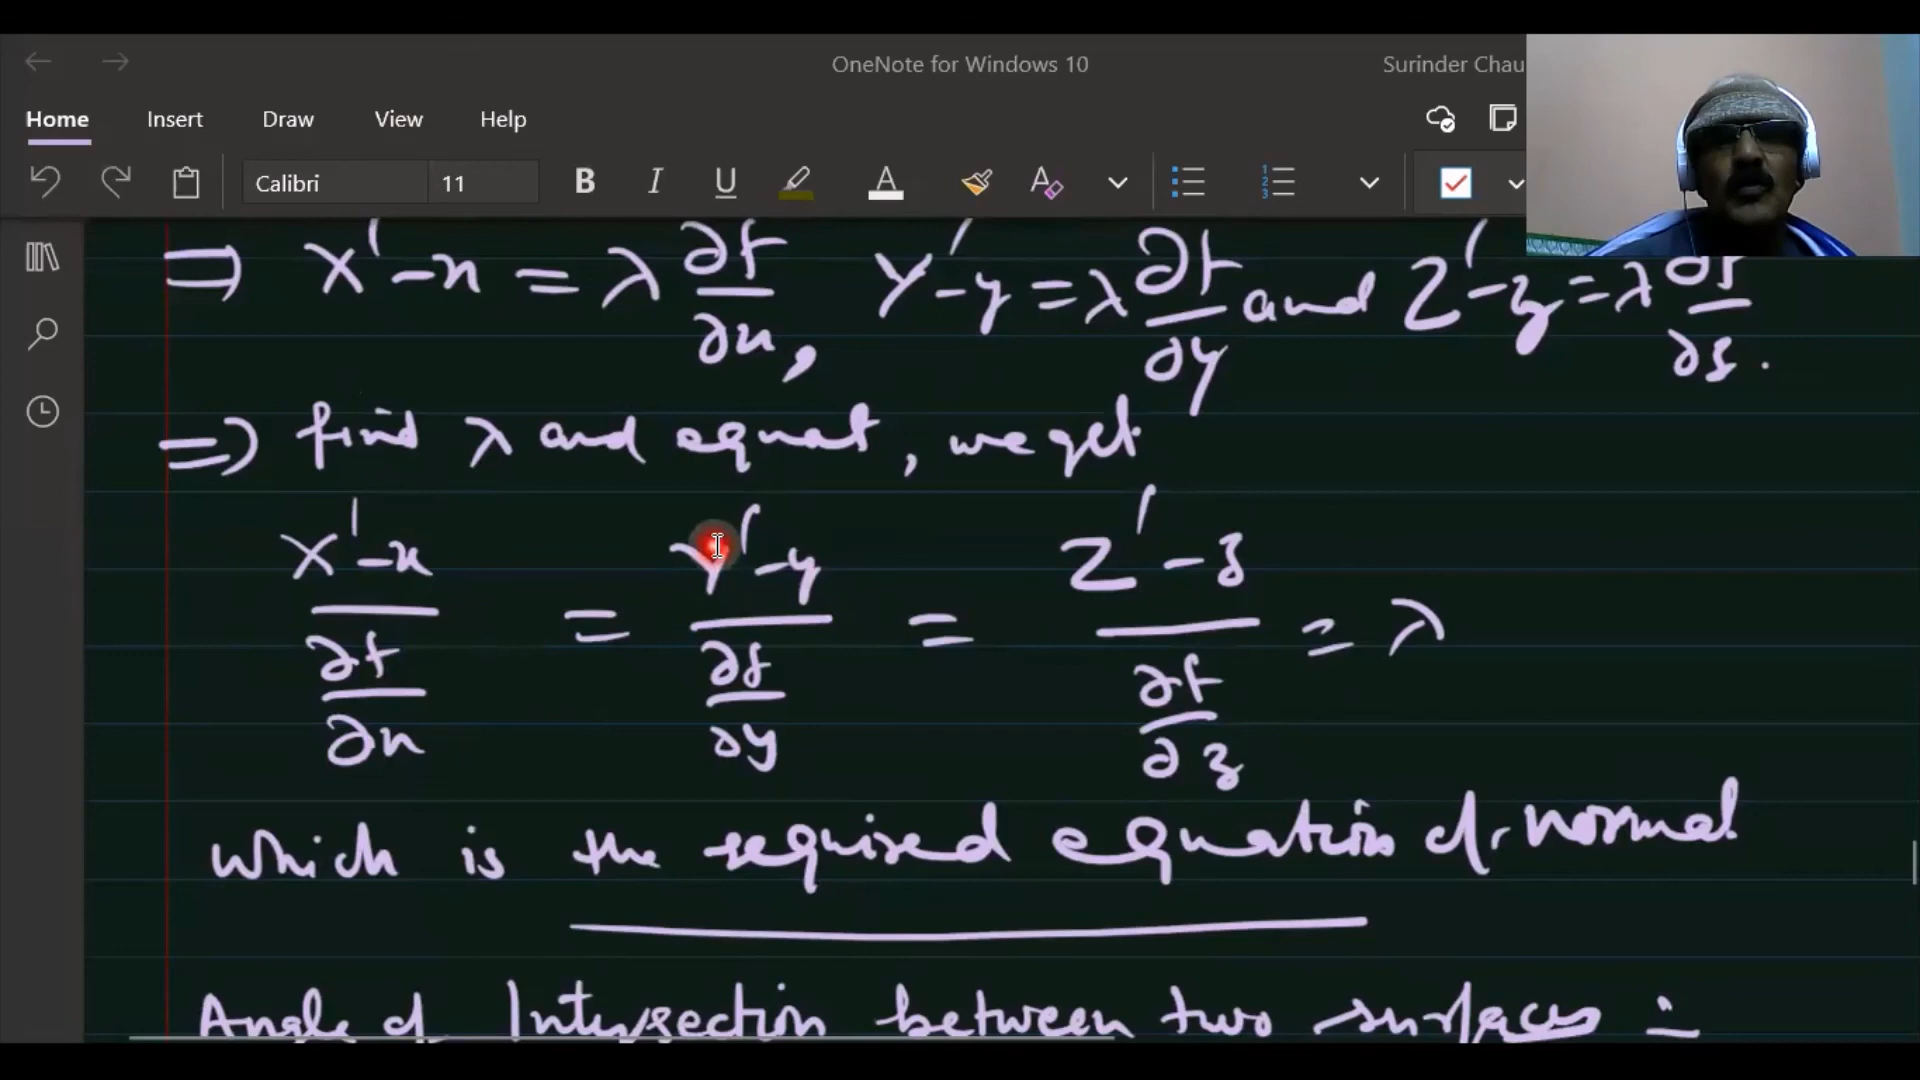 OneNote for Windows 10
Surinder Chau
Home Insert Draw View Help
Calibri 11 B I U A A
⇒ X'-x = λ ∂f/∂x, Y'-y = λ ∂f/∂y and Z'-z = λ ∂f/∂z.
⇒ find λ and equat, we get
X'-x / ∂f/∂x = Y'-y / ∂f/∂y = Z'-z / ∂f/∂z = λ
which is the required equation of normal
Angle of Intersection between two surfaces :-